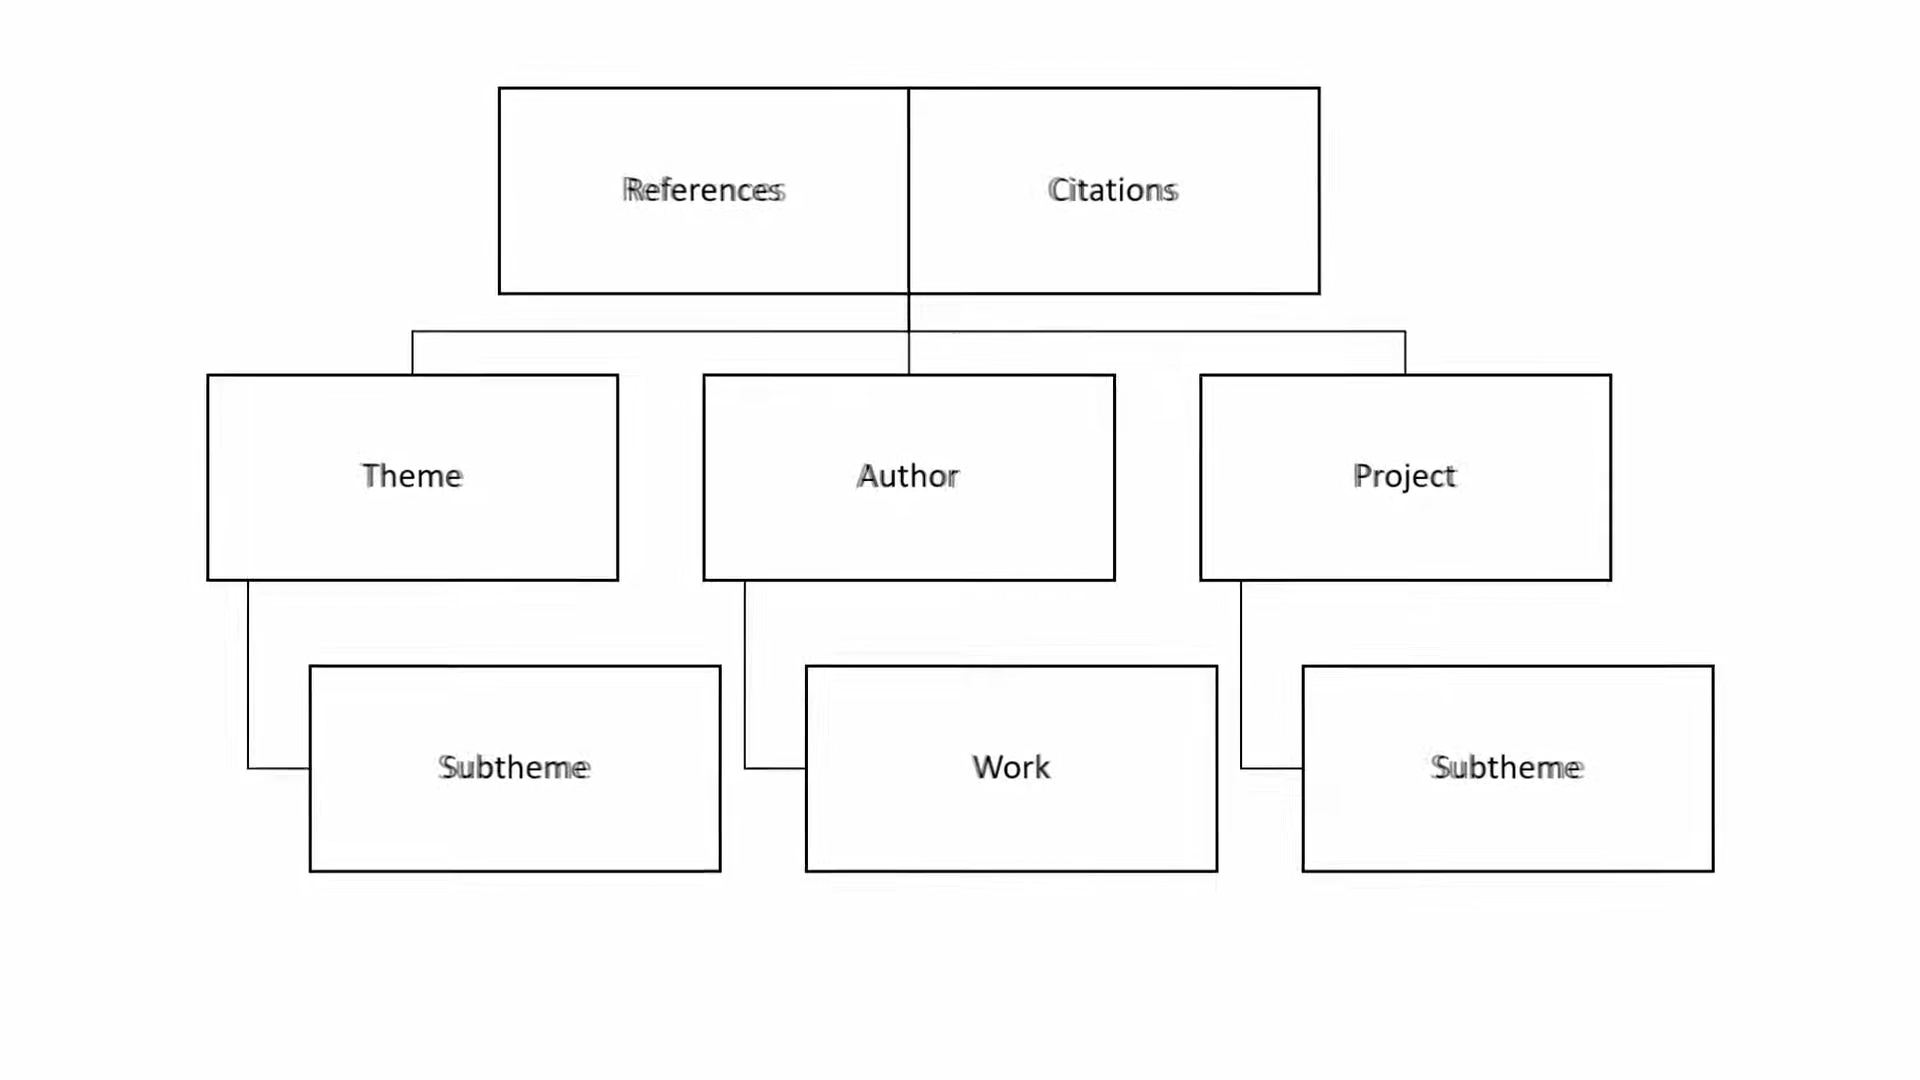 References
Citations
Theme
Author
Project
Subtheme
Work
Subtheme